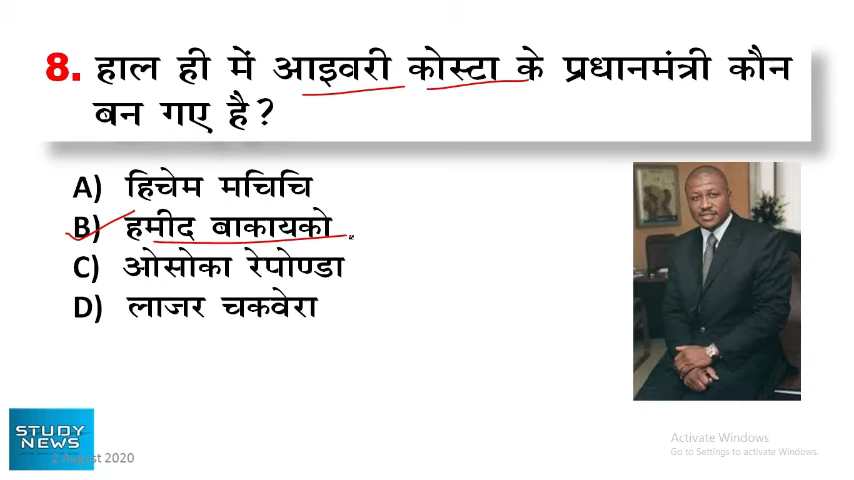 8. हाल ही में आइवरी कोस्टा के प्रधानमंत्री कौन
बन गए है?
A) हिचेम मचिचि
B) हमीद बाकायको
C) ओसोका रेपोण्डा
D) लाजर चकवेरा
STUDY
NEWS
2 August 2020
Activate Windows
Go to Settings to activate Windows.